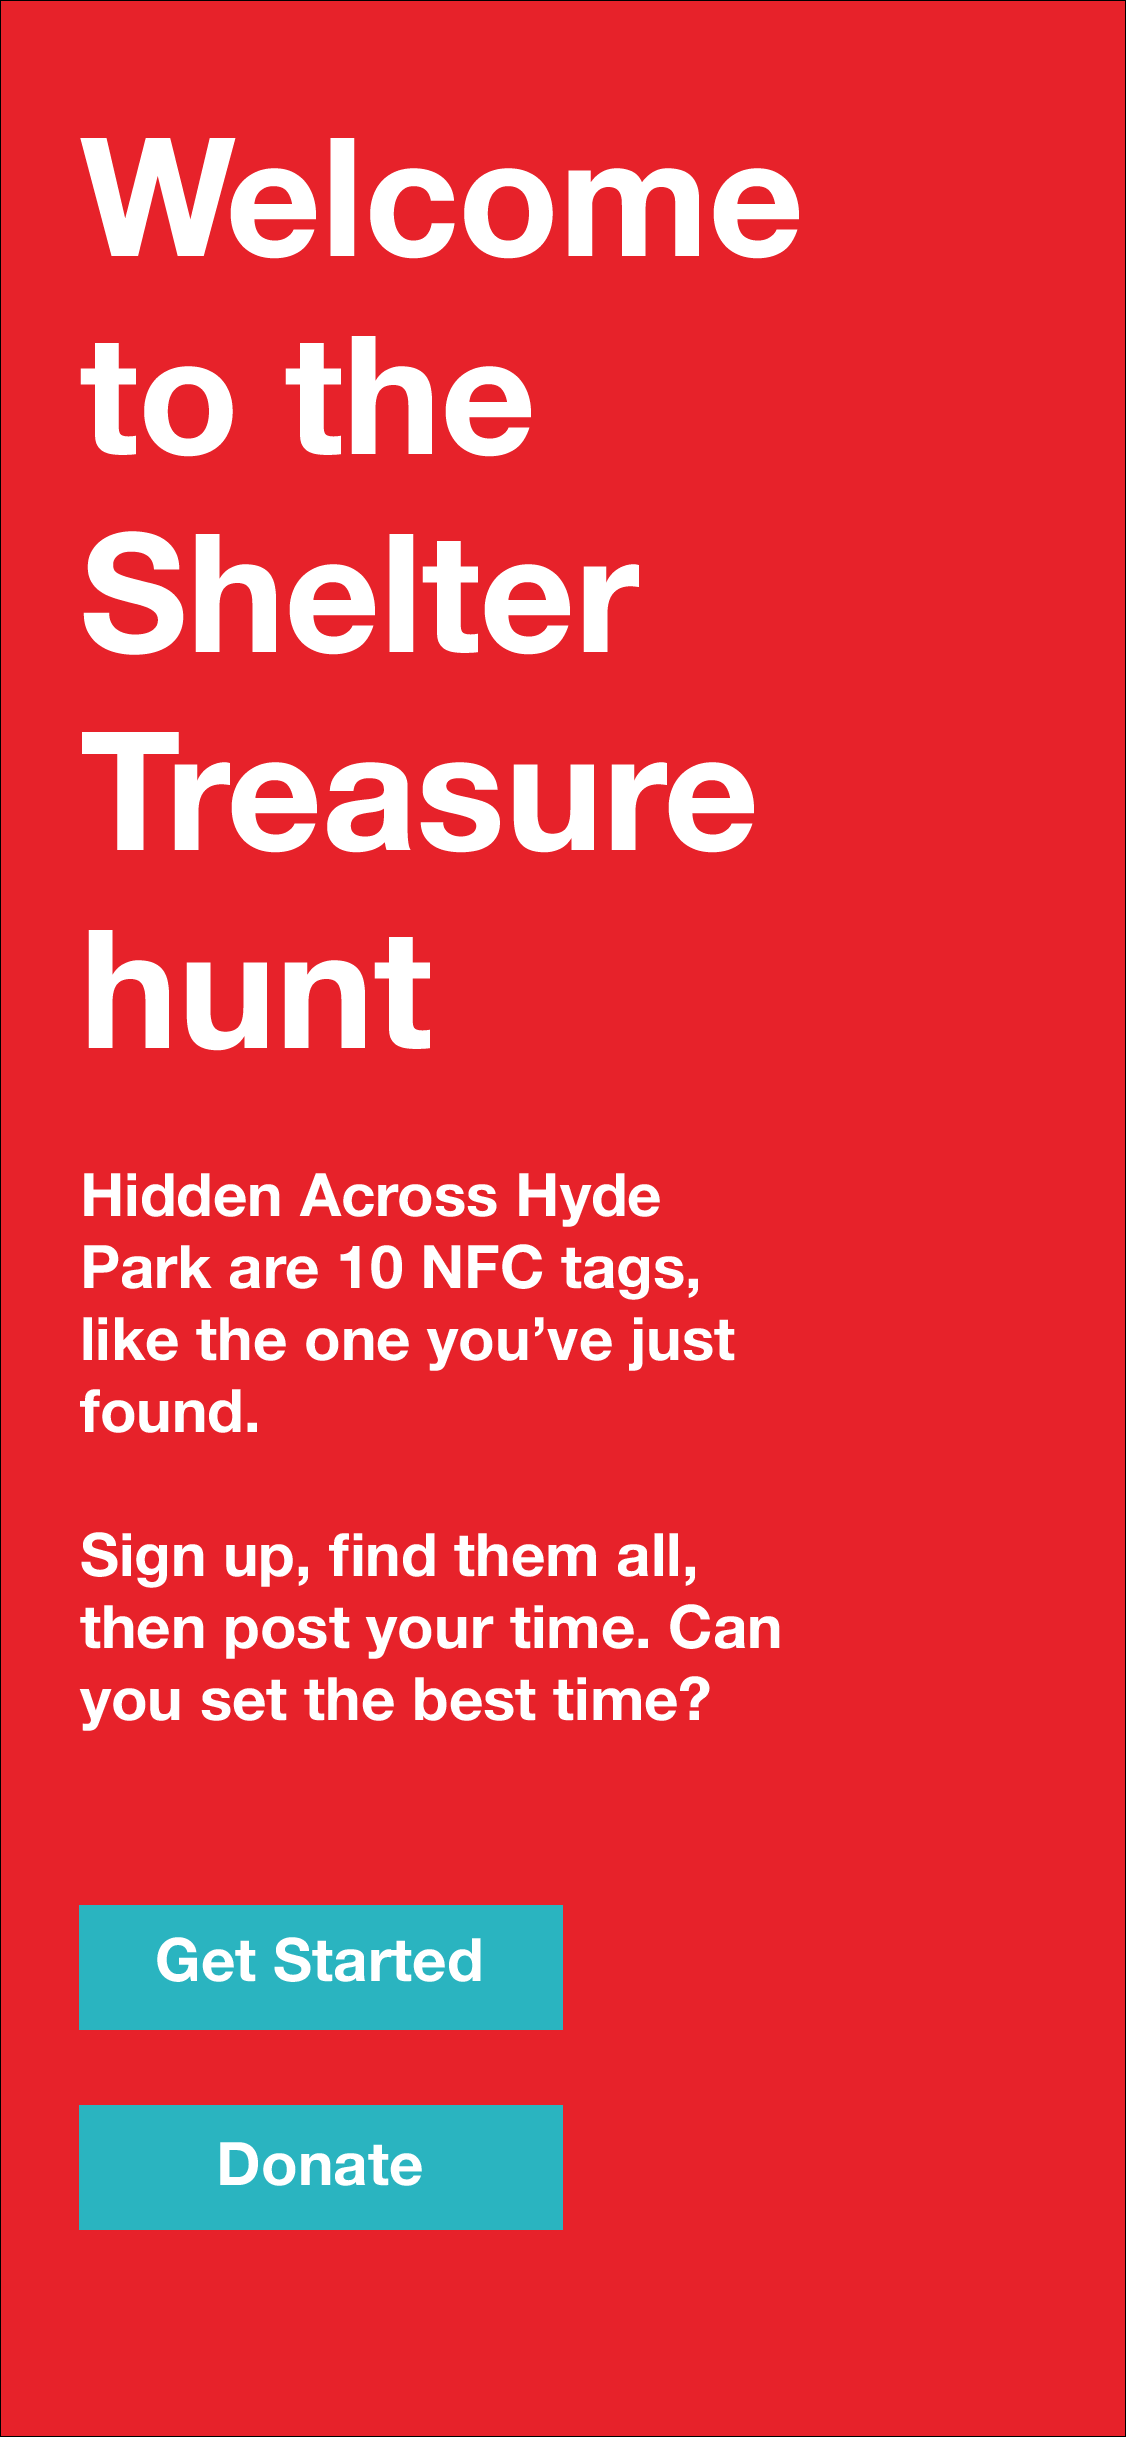 Welcome
to the
Shelter
Treasure
hunt
Hidden Across Hyde
Park are 10 NFC tags,
like the one you’ve just
found.
Sign up, find them all,
then post your time. Can
you set the best time?
Get Started
Donate